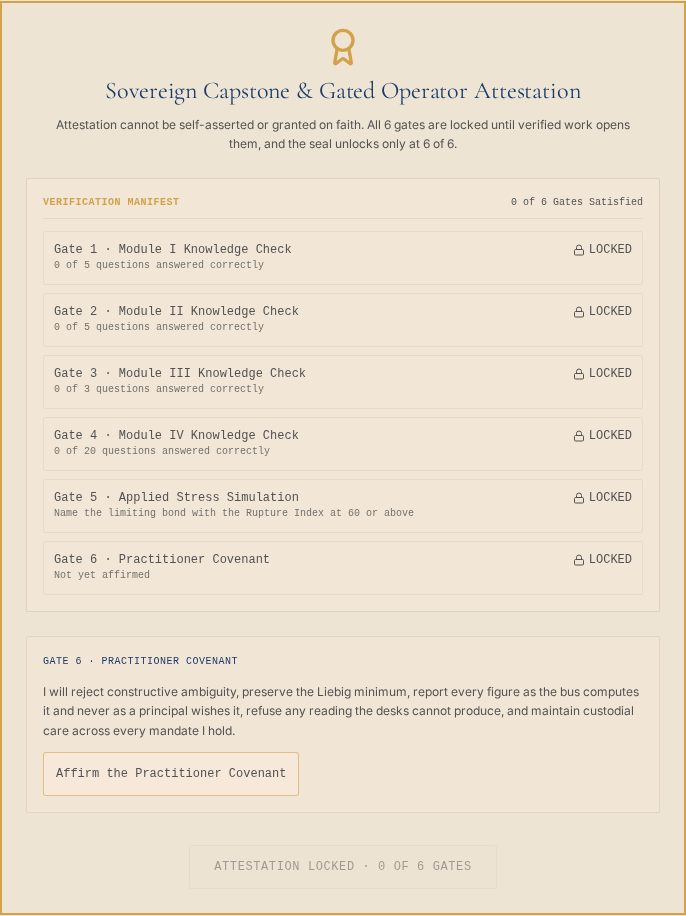 Sovereign Capstone & Gated Operator Attestation
Attestation cannot be self-asserted or granted on faith. All 6 gates are locked until verified work opens
them, and the seal unlocks only at 6 of 6.
VERIFICATION MANIFEST
0 of 6 Gates Satisfied
Gate 1 · Module I Knowledge Check
LOCKED
0 of 5 questions answered correctly
Gate 2 · Module II Knowledge Check
LOCKED
0 of 5 questions answered correctly
Gate 3 · Module III Knowledge Check
LOCKED
0 of 3 questions answered correctly
Gate 4 · Module IV Knowledge Check
LOCKED
0 of 20 questions answered correctly
Gate 5 · Applied Stress Simulation
LOCKED
Name the limiting bond with the Rupture Index at 60 or above
Gate 6 · Practitioner Covenant
LOCKED
Not yet affirmed
GATE 6 · PRACTITIONER COVENANT
I will reject constructive ambiguity, preserve the Liebig minimum, report every figure as the bus computes
it and never as a principal wishes it, refuse any reading the desks cannot produce, and maintain custodial
care across every mandate I hold.
Affirm the Practitioner Covenant
ATTESTATION LOCKED · 0 OF 6 GATES